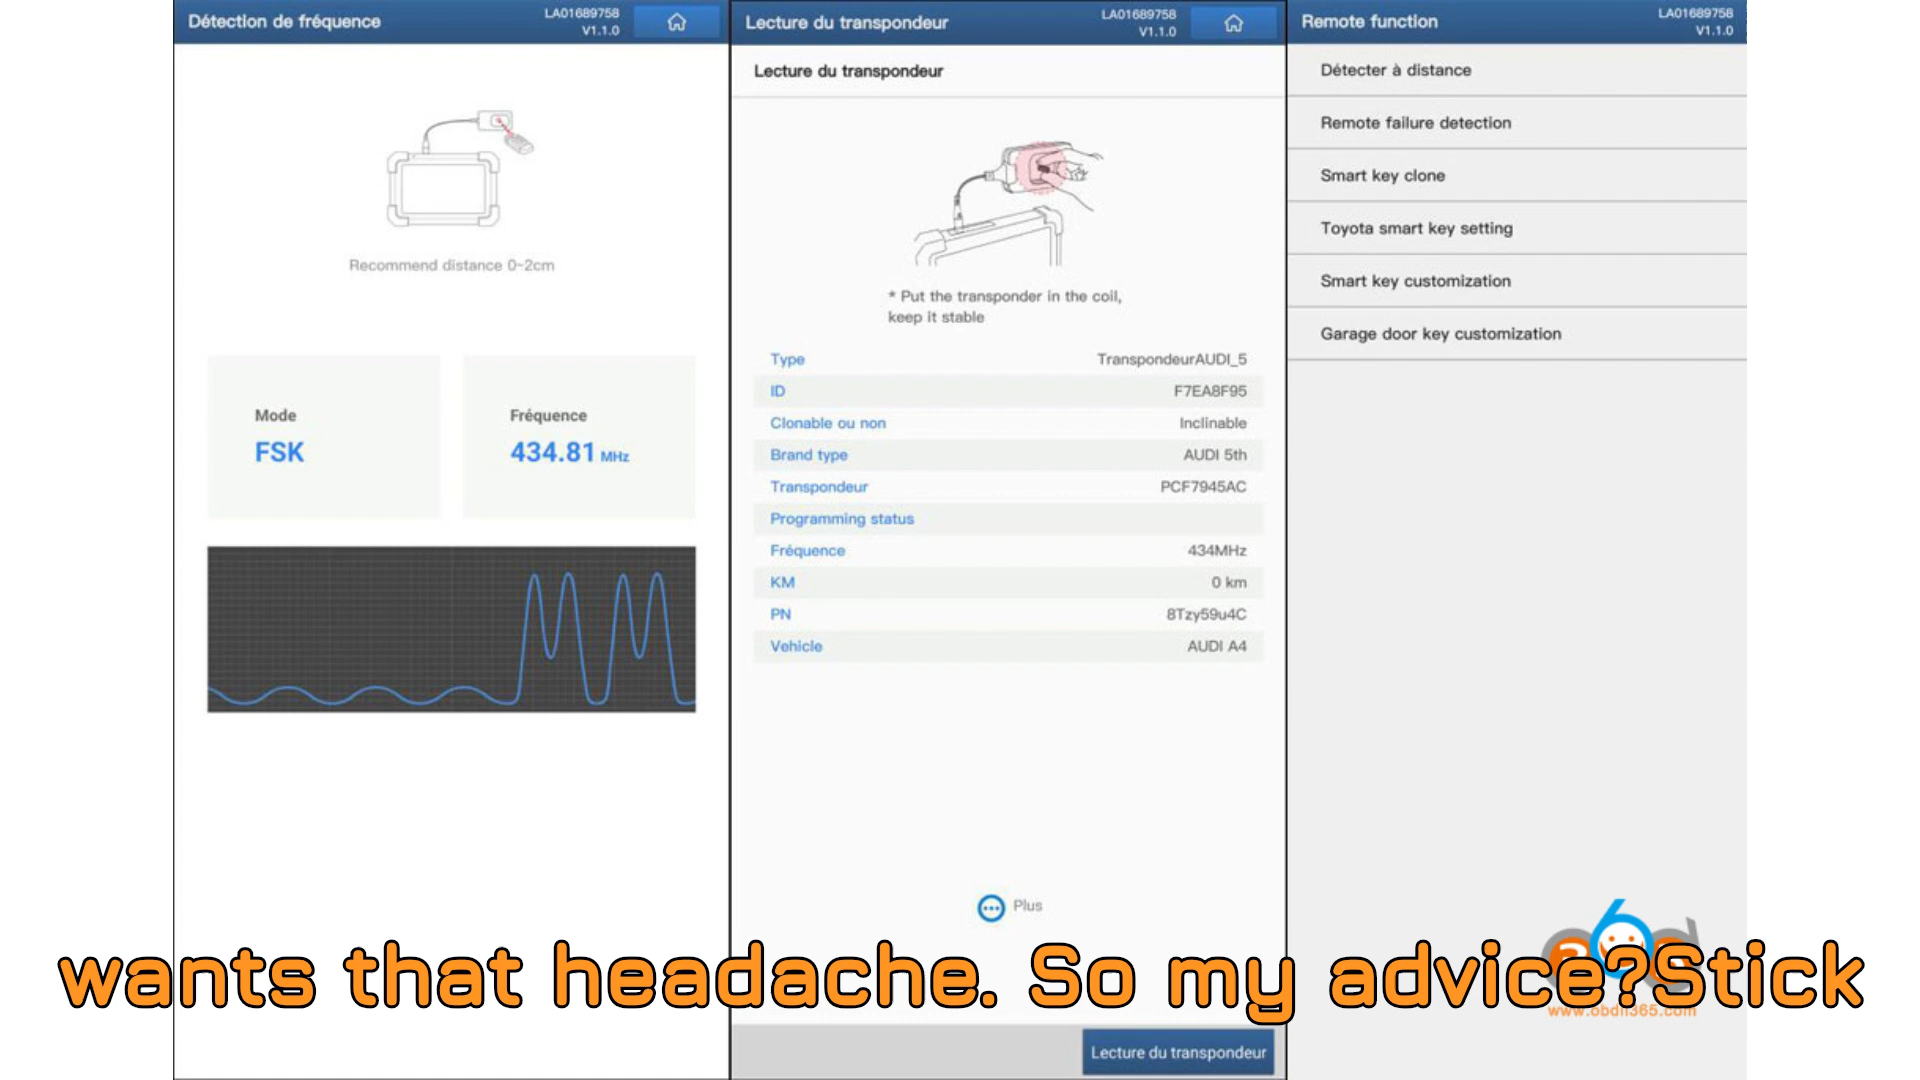 Détection de fréquence
LA01689758
V1.1.0
Recommend distance 0~2cm
Mode
FSK
Fréquence
434.81 MHz
Lecture du transpondeur
LA01689758
V1.1.0
Lecture du transpondeur
* Put the transponder in the coil,
keep it stable
Type TranspondeurAUDI_5
ID F7EA8F95
Clonable ou non Inclinable
Brand type AUDI 5th
Transpondeur PCF7945AC
Programming status
Fréquence 434MHz
KM 0 km
PN 8Tzy59u4C
Vehicle AUDI A4
Plus
Lecture du transpondeur
Remote function
LA01689758
V1.1.0
Détecter à distance
Remote failure detection
Smart key clone
Toyota smart key setting
Smart key customization
Garage door key customization
wants that headache. So my advice?Stick
www.obdii365.com